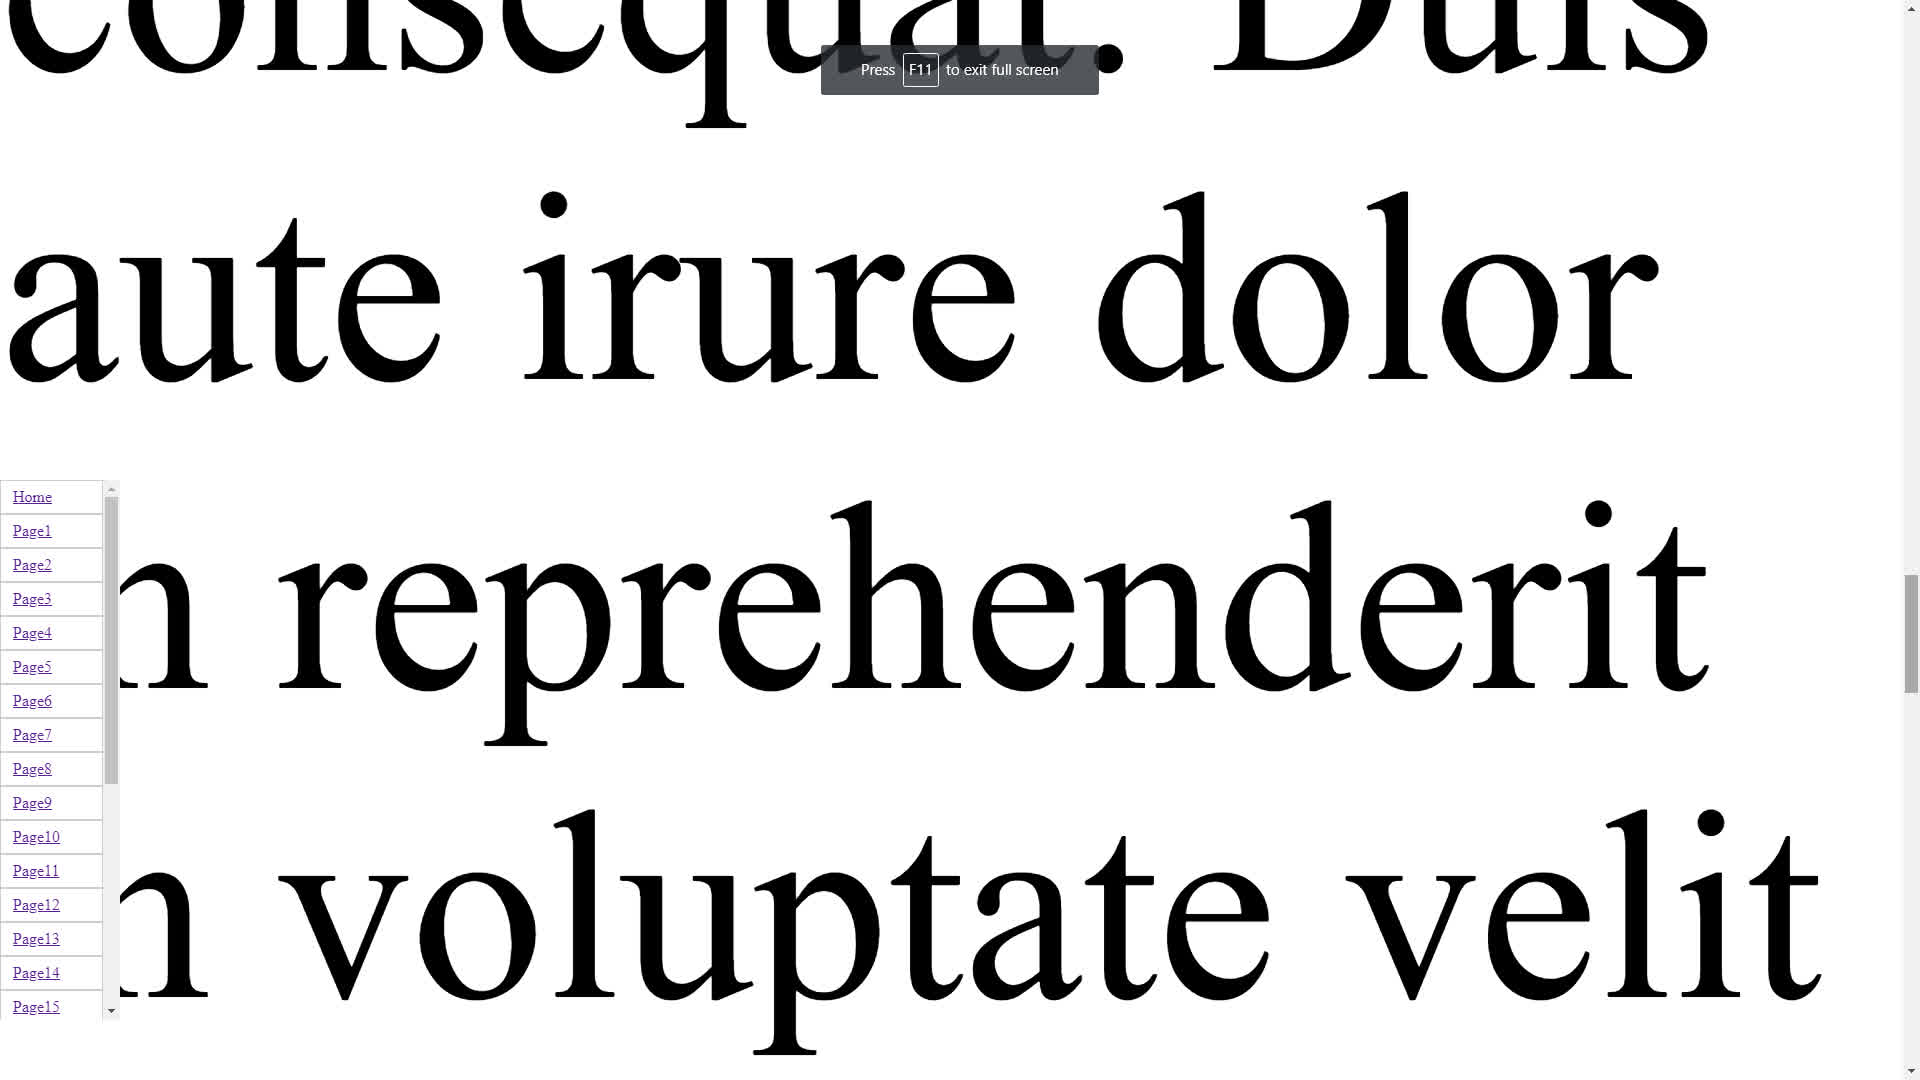 consequat. Duis
Press F11 to exit full screen
aute irure dolor
Home
Page1
Page2
Page3
Page4
Page5
Page6
Page7
Page8
Page9
Page10
Page11
Page12
Page13
Page14
Page15
n reprehenderit
n voluptate velit